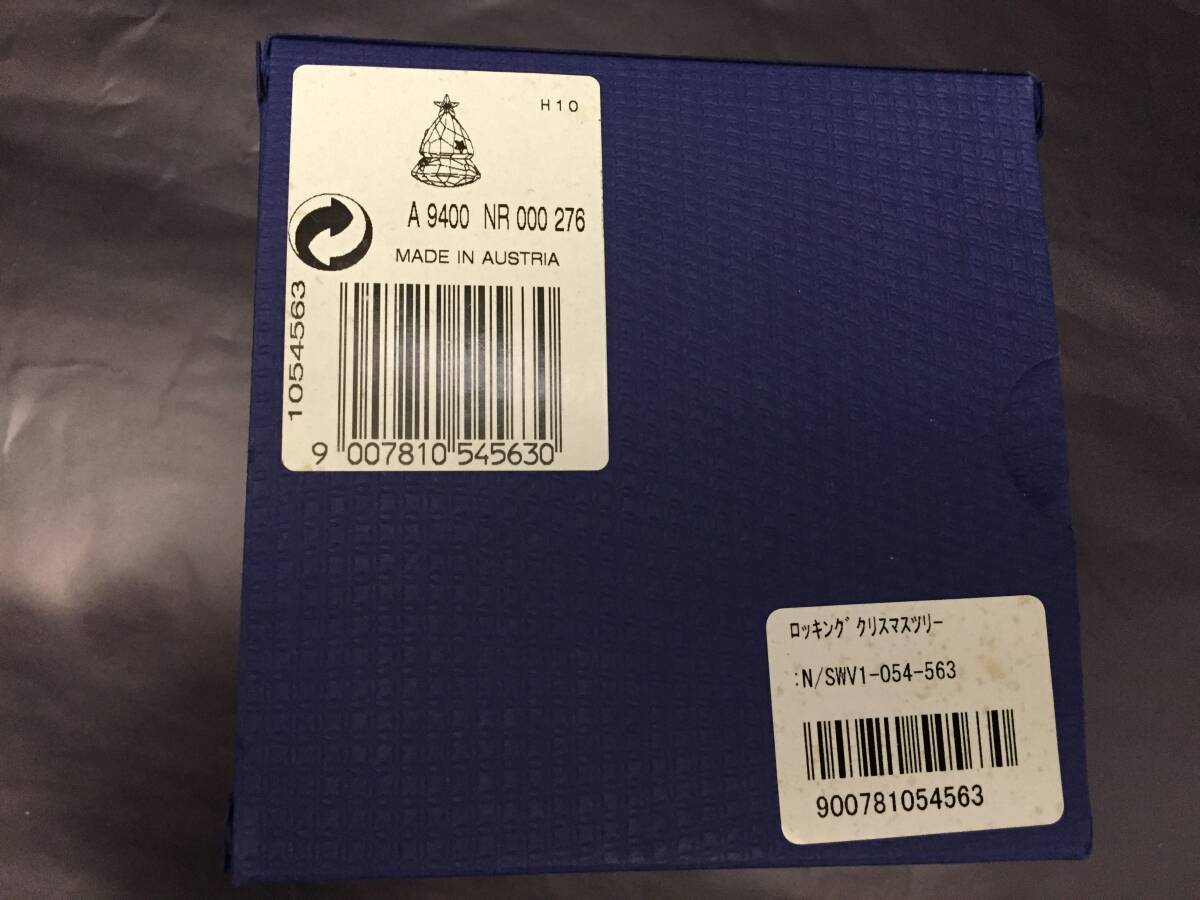 H10
A 9400 NR 000 276
MADE IN AUSTRIA
1054563
9 007810 545630
ﾛｯｷﾝｸﾞ ｸﾘｽﾏｽﾂﾘｰ
:N/SWV1-054-563
900781054563